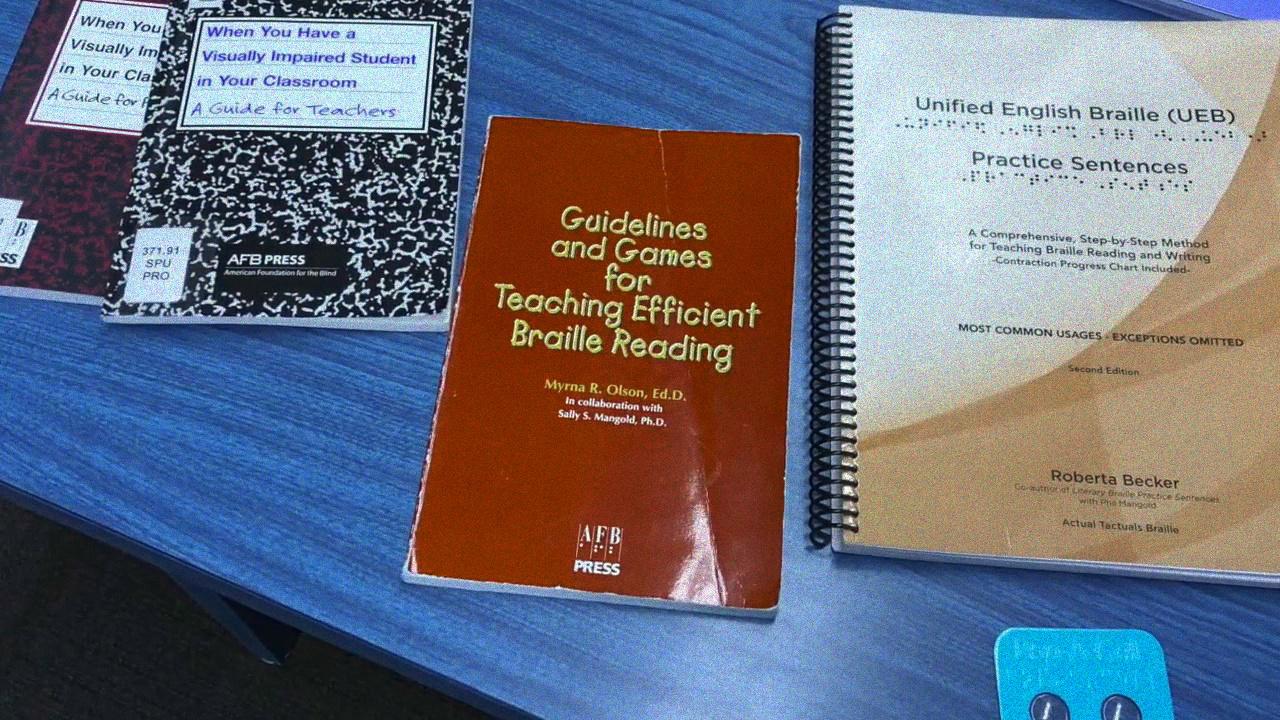 When You
Visually Im
in Your Cla
A Guide for
B
SS
When You Have a
Visually Impaired Student
in Your Classroom
A Guide for Teachers
371.91
SPU
PRO
AFB PRESS
American Foundation for the Blind
Guidelines
and Games
for
Teaching Efficient
Braille Reading
Myrna R. Olson, Ed.D.
In collaboration with
Sally S. Mangold, Ph.D.
AFB
PRESS
Unified English Braille (UEB)
Practice Sentences
A Comprehensive, Step-by-Step Method
for Teaching Braille Reading and Writing
-Contraction Progress Chart Included-
MOST COMMON USAGES - EXCEPTIONS OMITTED
Second Edition
Roberta Becker
Co-author of Literary Braille Practice Sentences
with Phil Mangold
Actual Tactuals Braille